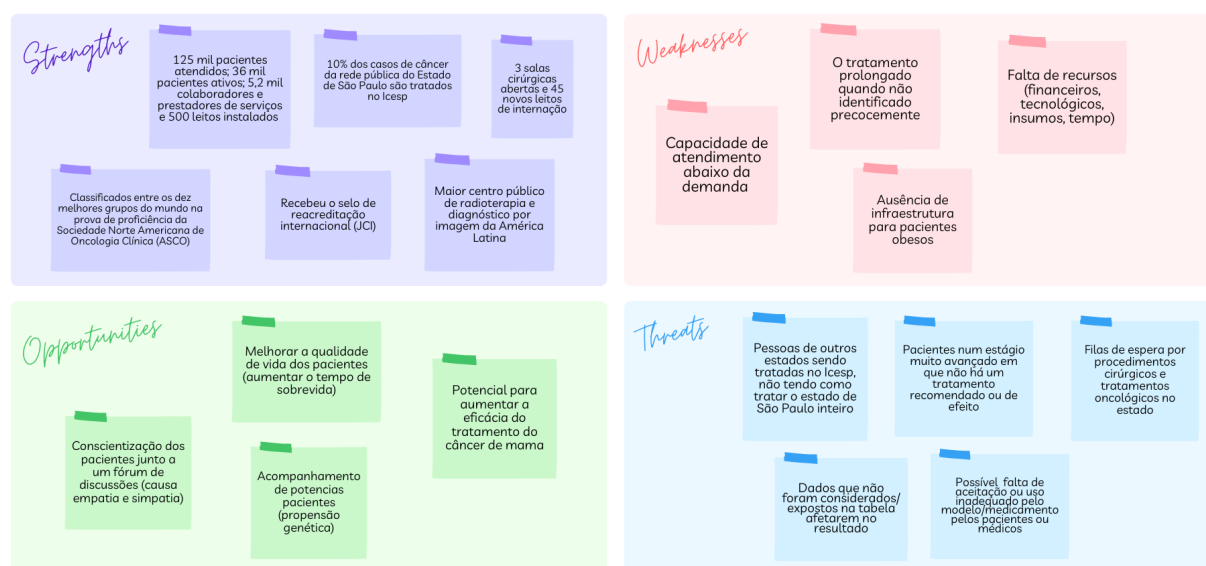 Strengths
125 mil pacientes
atendidos; 36 mil
pacientes ativos; 5,2 mil
colaboradores e
prestadores de serviços
e 500 leitos instalados
10% dos casos de câncer
da rede pública do Estado
de São Paulo são tratados
no Icesp
3 salas
cirúrgicas
abertas e 45
novos leitos
de internação
Classificados entre os dez
melhores grupos do mundo na
prova de proficiência da
Sociedade Norte Americana de
Oncologia Clínica (ASCO)
Recebeu o selo de
reacreditação
internacional (JCI)
Maior centro público
de radioterapia e
diagnóstico por
imagem da América
Latina
Weaknesses
Capacidade de
atendimento
abaixo da
demanda
O tratamento
prolongado
quando não
identificado
precocemente
Falta de recursos
(financeiros,
tecnológicos,
insumos, tempo)
Ausência de
infraestrutura
para pacientes
obesos
Opportunities
Melhorar a qualidade
de vida dos pacientes
(aumentar o tempo de
sobrevida)
Potencial para
aumentar a
eficácia do
tratamento do
câncer de mama
Conscientização dos
pacientes junto a
um fórum de
discussões (causa
empatia e simpatia)
Acompanhamento
de potencias
pacientes
(propensão
genética)
Threats
Pessoas de outros
estados sendo
tratadas no Icesp,
não tendo como
tratar o estado de
São Paulo inteiro
Pacientes num estágio
muito avançado em
que não há um
tratamento
recomendado ou de
efeito
Filas de espera por
procedimentos
cirúrgicos e
tratamentos
oncológicos no
estado
Dados que não
foram considerados/
expostos na tabela
afetarem no
resultado
Possível falta de
aceitação ou uso
inadequado pelo
modelo/medicamento
pelos pacientes ou
médicos